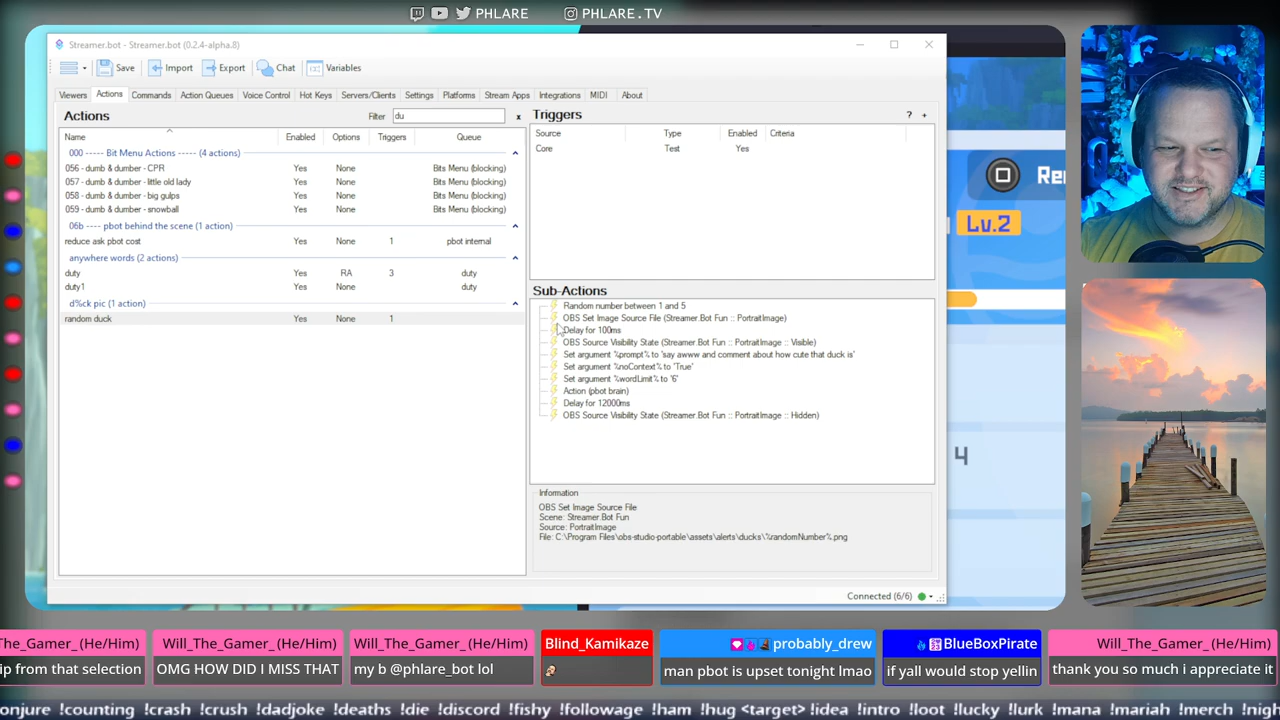 PHLARE PHLARE.TV
Streamer.bot - Streamer.bot (0.2.4-alpha.8)
Save Import Export Chat Variables
Viewers Actions Commands Action Queues Voice Control Hot Keys Servers/Clients Settings Platforms Stream Apps Integrations MIDI About
Actions Filter du x
Name Enabled Options Triggers Queue
000 ----- Bit Menu Actions ----- (4 actions)
056 - dumb & dumber - CPR Yes None Bits Menu (blocking)
057 - dumb & dumber - little old lady Yes None Bits Menu (blocking)
058 - dumb & dumber - big gulps Yes None Bits Menu (blocking)
059 - dumb & dumber - snowball Yes None Bits Menu (blocking)
06b ---- pbot behind the scene (1 action)
reduce ask pbot cost Yes None 1 pbot internal
anywhere words (2 actions)
duty Yes RA 3 duty
duty1 Yes None duty
d%ck pic (1 action)
random duck Yes None 1
Triggers ? +
Source Type Enabled Criteria
Core Test Yes
Sub-Actions
Random number between 1 and 5
OBS Set Image Source File (Streamer.Bot Fun :: PortraitImage)
Delay for 100ms
OBS Source Visibility State (Streamer.Bot Fun :: PortraitImage :: Visible)
Set argument '%prompt%' to 'say awww and comment about how cute that duck is'
Set argument '%noContext%' to 'True'
Set argument '%wordLimit%' to '6'
Action (pbot brain)
Delay for 12000ms
OBS Source Visibility State (Streamer.Bot Fun :: PortraitImage :: Hidden)
Information
OBS Set Image Source File
Scene: Streamer.Bot Fun
Source: PortraitImage
File: C:\Program Files\obs-studio-portable\assets\alerts\ducks\%randomNumber%.png
Connected (6/6)
Re
Lv.2
4
The_Gamer_ (He/Him) Will_The_Gamer_ (He/Him) Will_The_Gamer_ (He/Him) Blind_Kamikaze probably_drew BlueBoxPirate Will_The_Gamer_ (He/Him)
ip from that selection OMG HOW DID I MISS THAT my b @phlare_bot lol man pbot is upset tonight lmao if yall would stop yellin thank you so much i appreciate it
onjure !counting !crash !crush !dadjoke !deaths !die !discord !fishy !followage !ham !hug <target> !idea !intro !loot !lucky !lurk !mana !mariah !merch !nigh